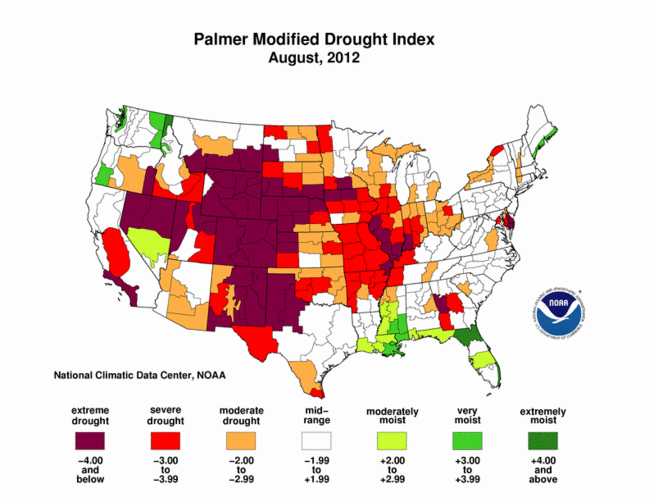 Palmer Modified Drought Index
August, 2012
NOAA
National Climatic Data Center, NOAA
extreme drought
severe drought
moderate drought
mid–range
moderately moist
very moist
extremely moist
−4.00 and below
−3.00 to −3.99
−2.00 to −2.99
−1.99 to +1.99
+2.00 to +2.99
+3.00 to +3.99
+4.00 and above